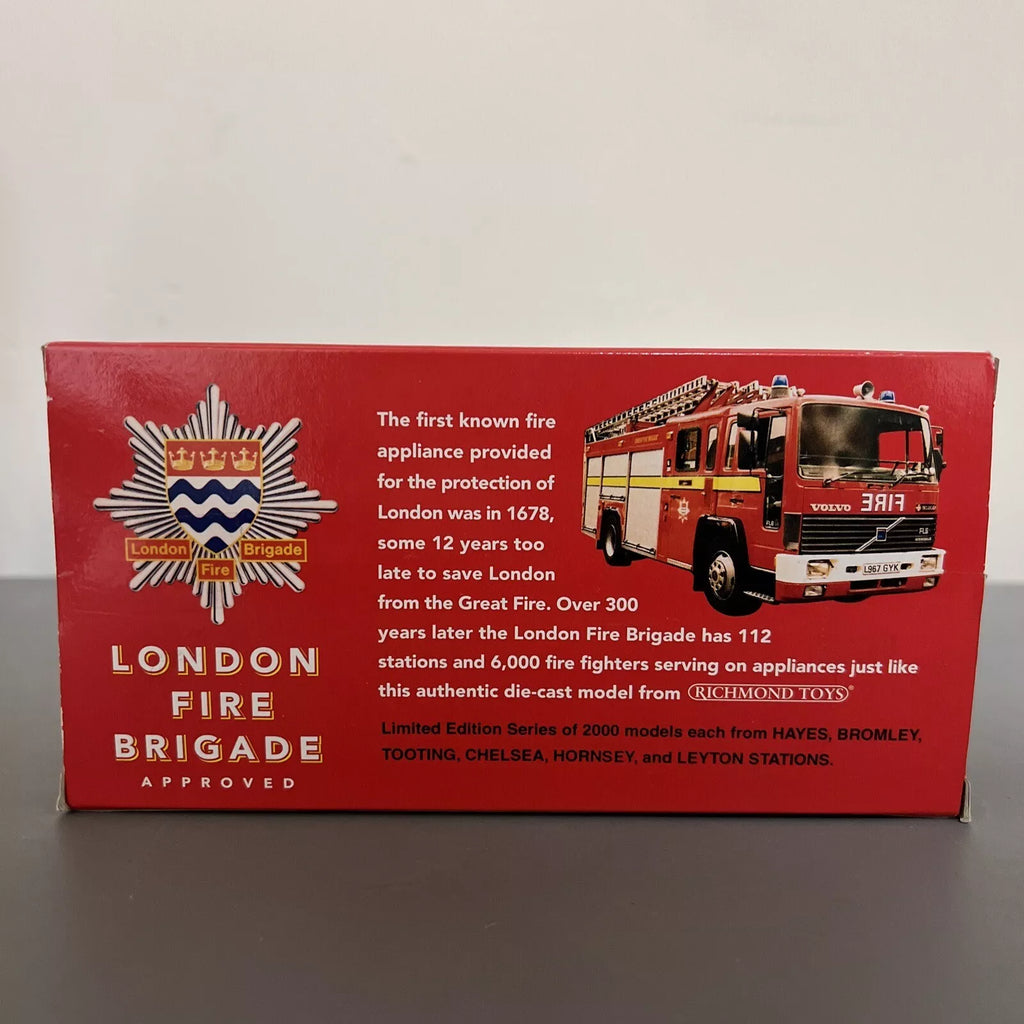 London Brigade
Fire
LONDON
FIRE
BRIGADE
APPROVED
The first known fire
appliance provided
for the protection of
London was in 1678,
some 12 years too
late to save London
from the Great Fire. Over 300
years later the London Fire Brigade has 112
stations and 6,000 fire fighters serving on appliances just like
this authentic die-cast model from RICHMOND TOYS®
Limited Edition Series of 2000 models each from HAYES, BROMLEY,
TOOTING, CHELSEA, HORNSEY, and LEYTON STATIONS.
VOLVO FIRE
FL6 FL6
L967 GYK